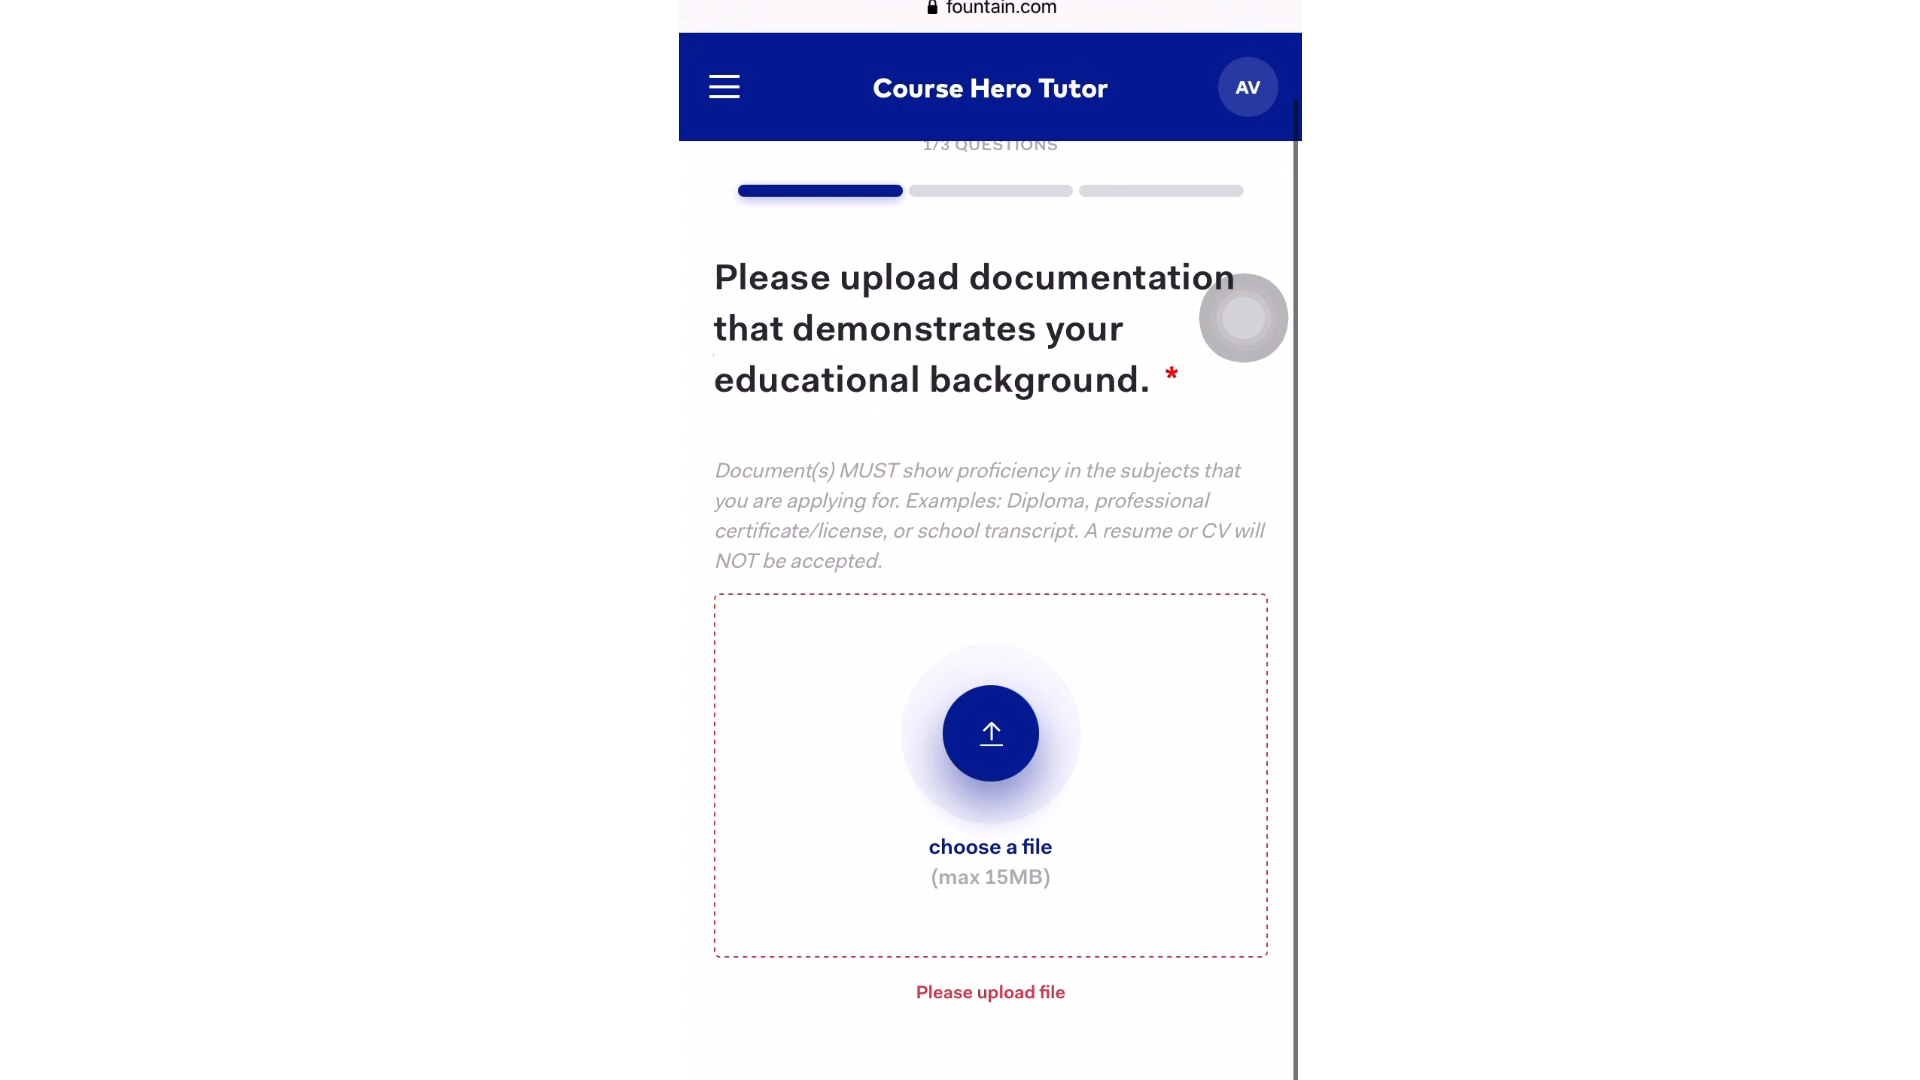 fountain.com
Course Hero Tutor
AV
1/3 QUESTIONS
Please upload documentation
that demonstrates your
educational background. *
Document(s) MUST show proficiency in the subjects that
you are applying for. Examples: Diploma, professional
certificate/license, or school transcript. A resume or CV will
NOT be accepted.
choose a file
(max 15MB)
Please upload file